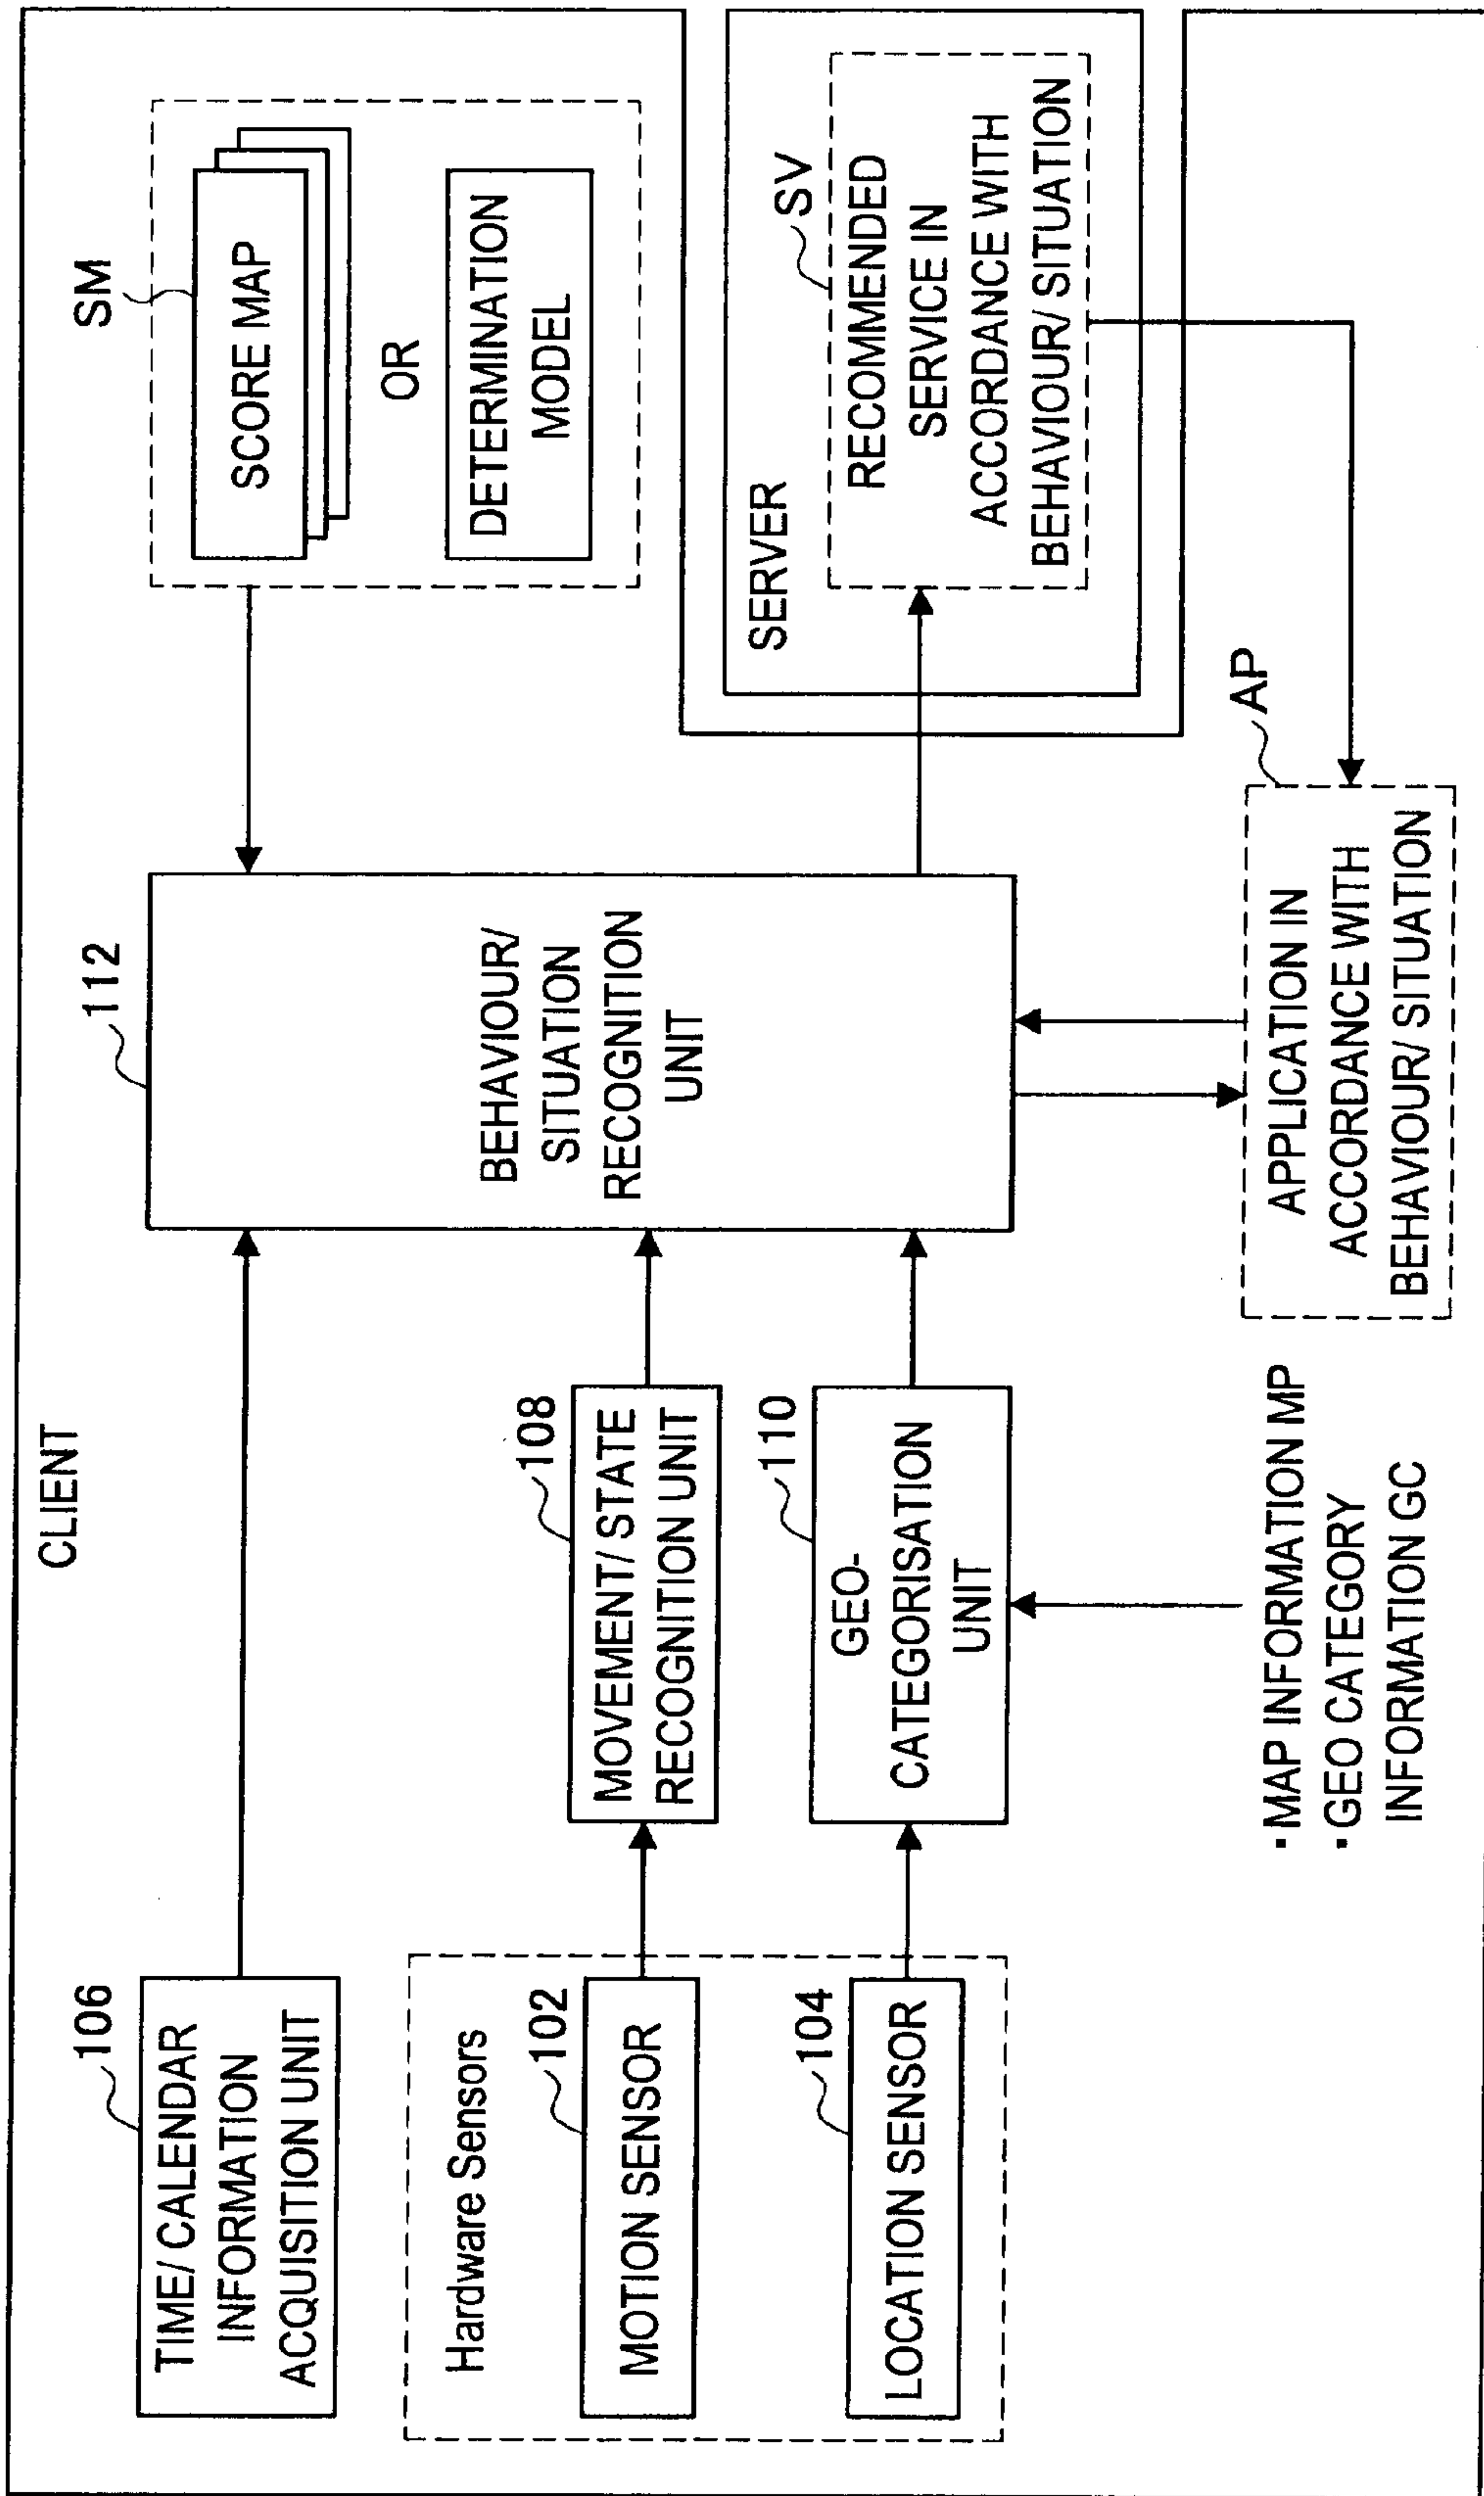 CLIENT
106
TIME/ CALENDAR
INFORMATION
ACQUISITION UNIT
Hardware Sensors
102
MOTION SENSOR
104
LOCATION SENSOR
108
MOVEMENT/ STATE
RECOGNITION UNIT
110
GEO-
CATEGORISATION
UNIT
· MAP INFORMATION MP
· GEO CATEGORY
INFORMATION GC
112
BEHAVIOUR/
SITUATION
RECOGNITION
UNIT
AP
APPLICATION IN
ACCORDANCE WITH
BEHAVIOUR/ SITUATION
SM
SCORE MAP
OR
DETERMINATION
MODEL
SERVER
SV
RECOMMENDED
SERVICE IN
ACCORDANCE WITH
BEHAVIOUR/ SITUATION